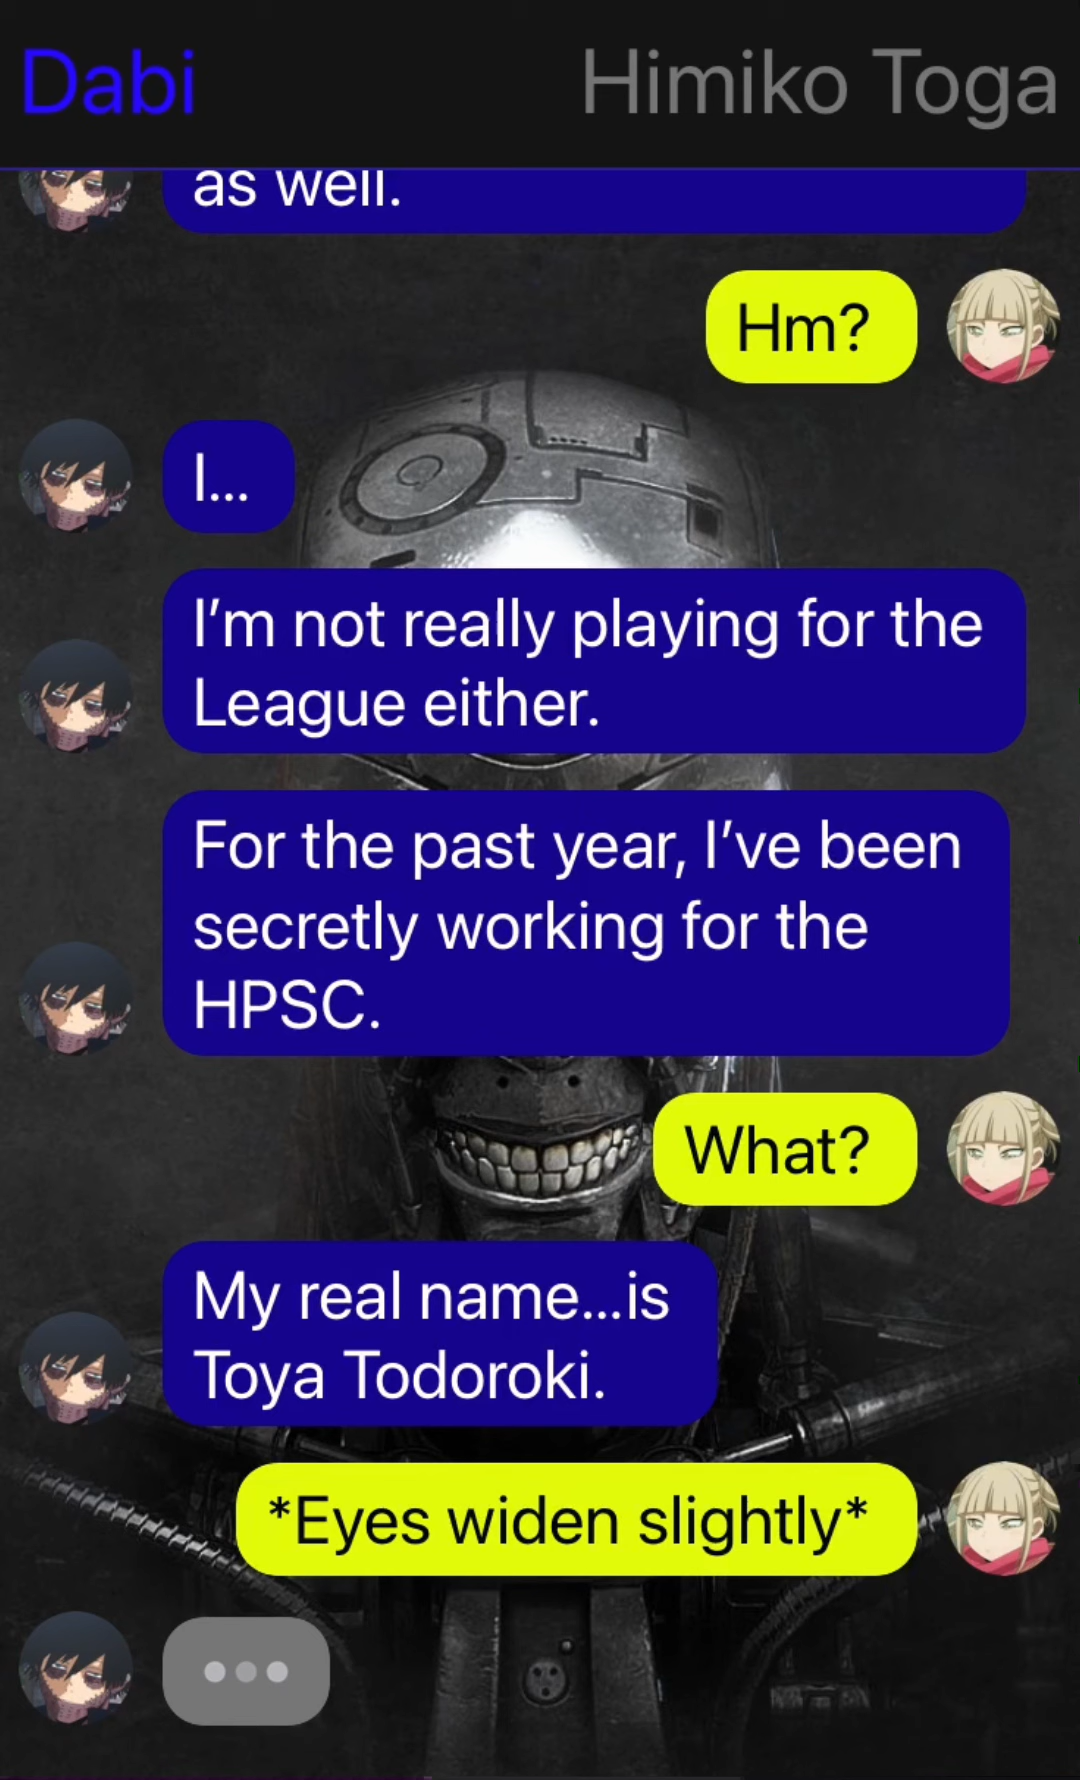 Dabi
Himiko Toga
as well.
Hm?
I...
I’m not really playing for the
League either.
For the past year, I’ve been
secretly working for the
HPSC.
What?
My real name...is
Toya Todoroki.
*Eyes widen slightly*